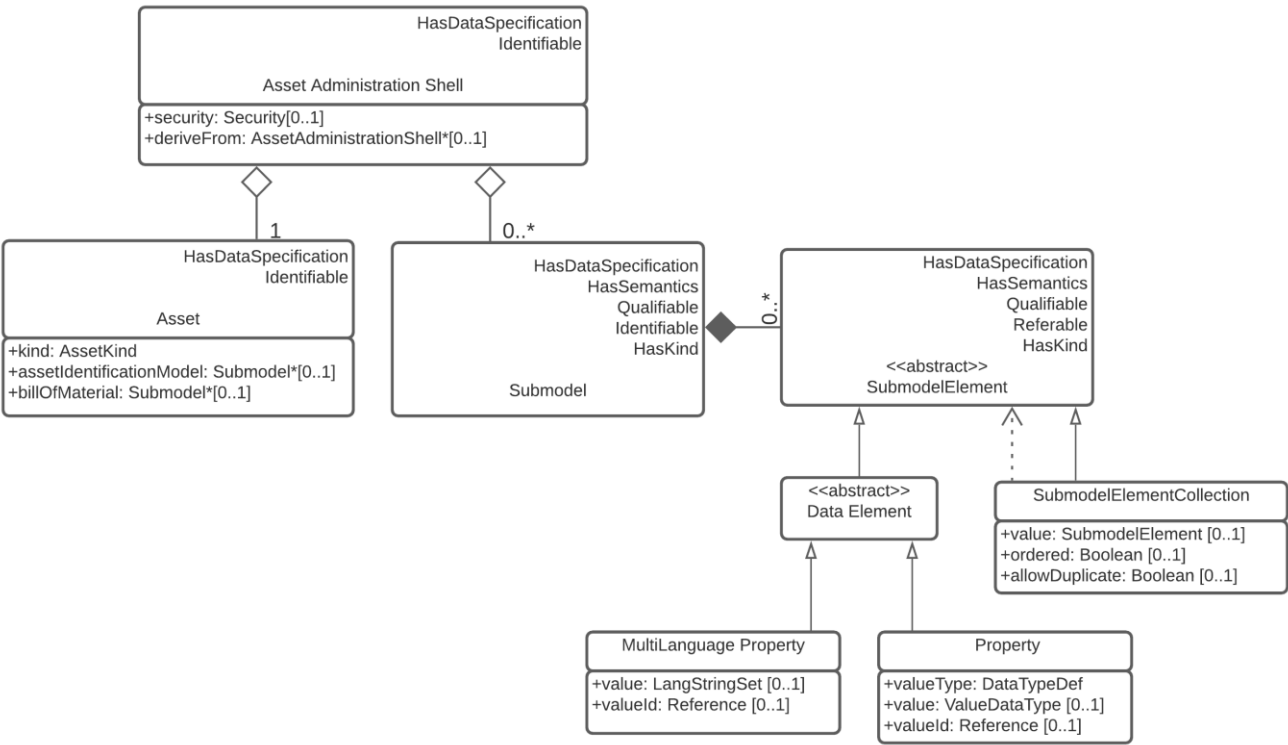 HasDataSpecification
Identifiable
Asset Administration Shell
+security: Security[0..1]
+deriveFrom: AssetAdministrationShell*[0..1]
1
0..*
HasDataSpecification
Identifiable
Asset
+kind: AssetKind
+assetIdentificationModel: Submodel*[0..1]
+billOfMaterial: Submodel*[0..1]
HasDataSpecification
HasSemantics
Qualifiable
Identifiable
HasKind
Submodel
0..*
HasDataSpecification
HasSemantics
Qualifiable
Referable
HasKind
<<abstract>>
SubmodelElement
<<abstract>>
Data Element
SubmodelElementCollection
+value: SubmodelElement [0..1]
+ordered: Boolean [0..1]
+allowDuplicate: Boolean [0..1]
MultiLanguage Property
+value: LangStringSet [0..1]
+valueId: Reference [0..1]
Property
+valueType: DataTypeDef
+value: ValueDataType [0..1]
+valueId: Reference [0..1]